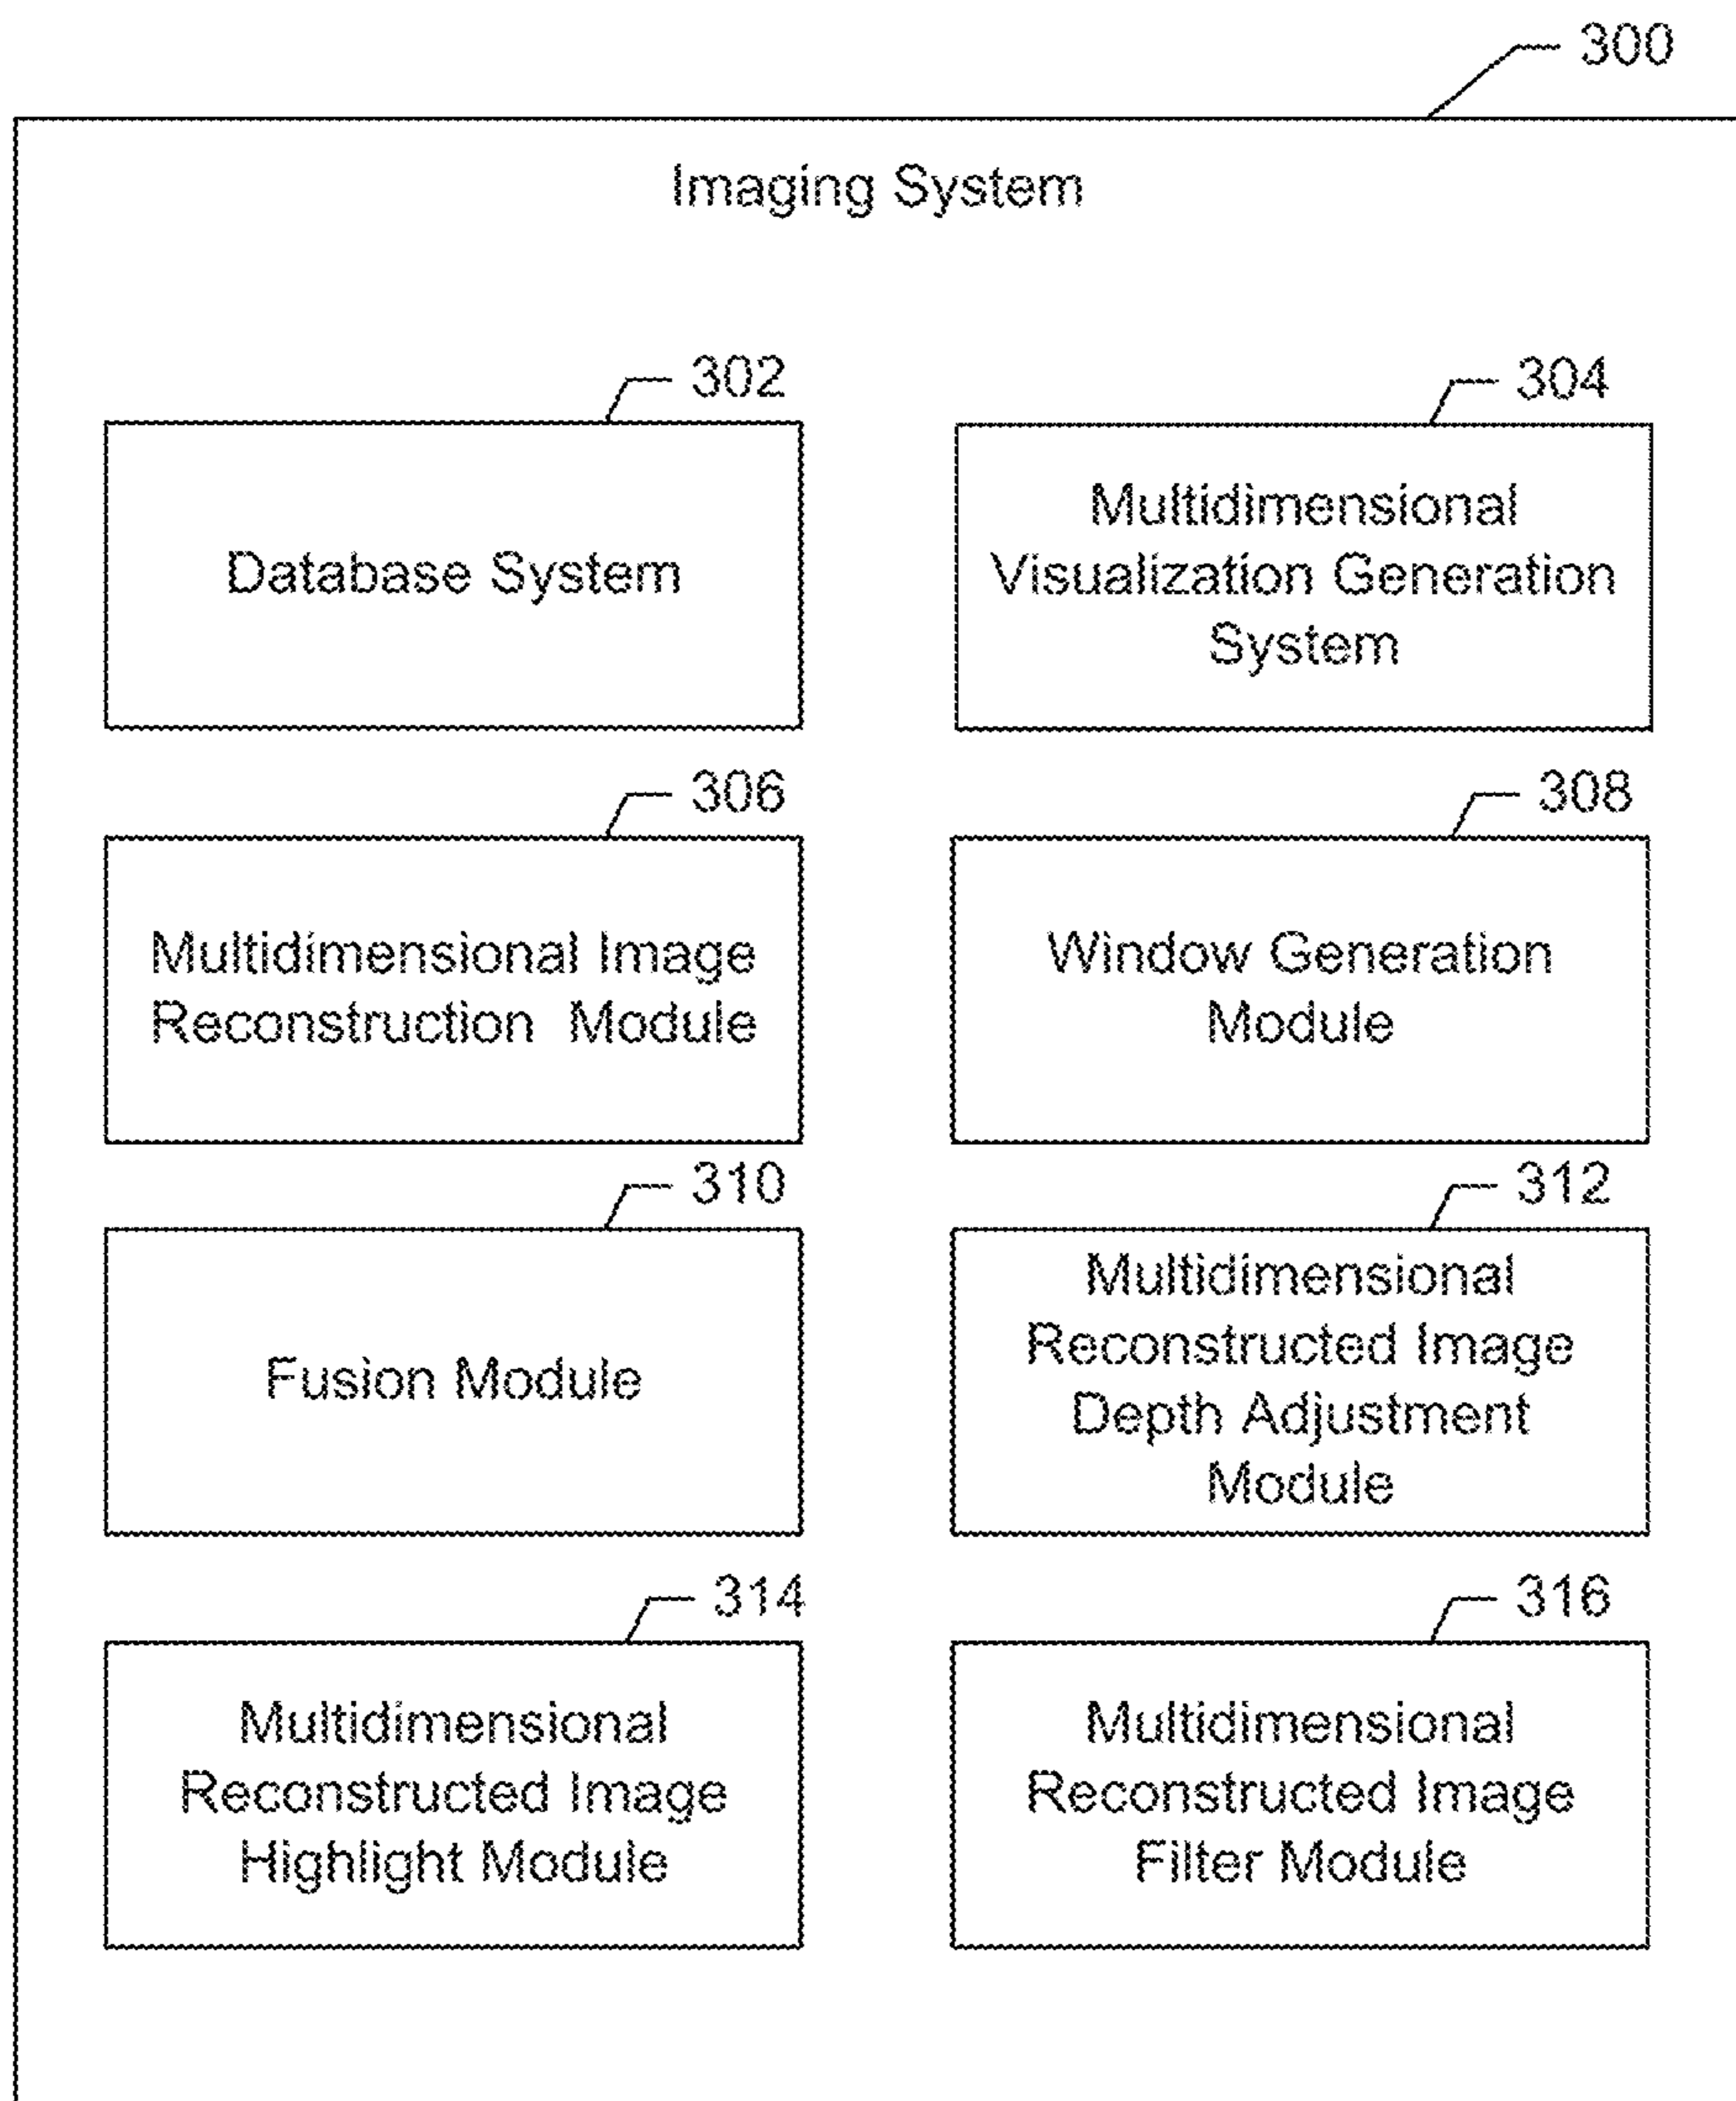 300
Imaging System
302
304
Database System
Multidimensional
Visualization Generation
System
306
308
Multidimensional Image
Reconstruction Module
Window Generation
Module
310
312
Fusion Module
Multidimensional
Reconstructed Image
Depth Adjustment
Module
314
316
Multidimensional
Reconstructed Image
Highlight Module
Multidimensional
Reconstructed Image
Filter Module